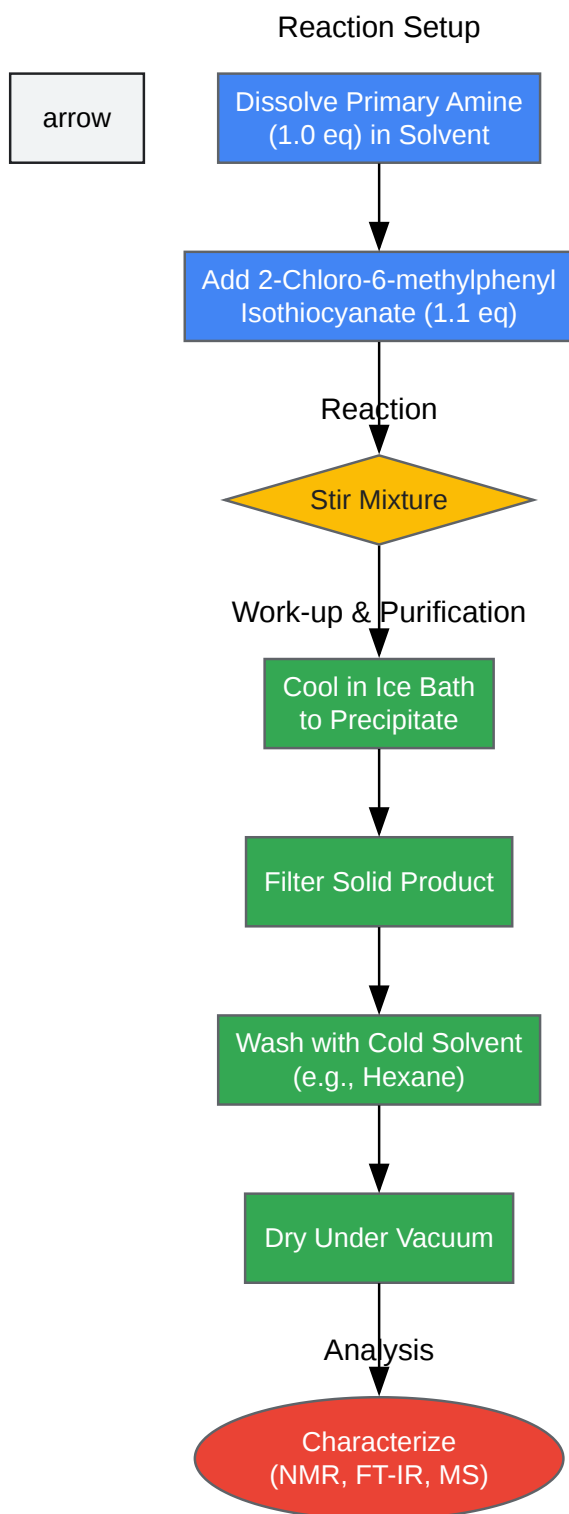 Reaction Setup
arrow
Dissolve Primary Amine
(1.0 eq) in Solvent
Add 2-Chloro-6-methylphenyl
Isothiocyanate (1.1 eq)
Reaction
Stir Mixture
Work-up & Purification
Cool in Ice Bath
to Precipitate
Filter Solid Product
Wash with Cold Solvent
(e.g., Hexane)
Dry Under Vacuum
Analysis
Characterize
(NMR, FT-IR, MS)